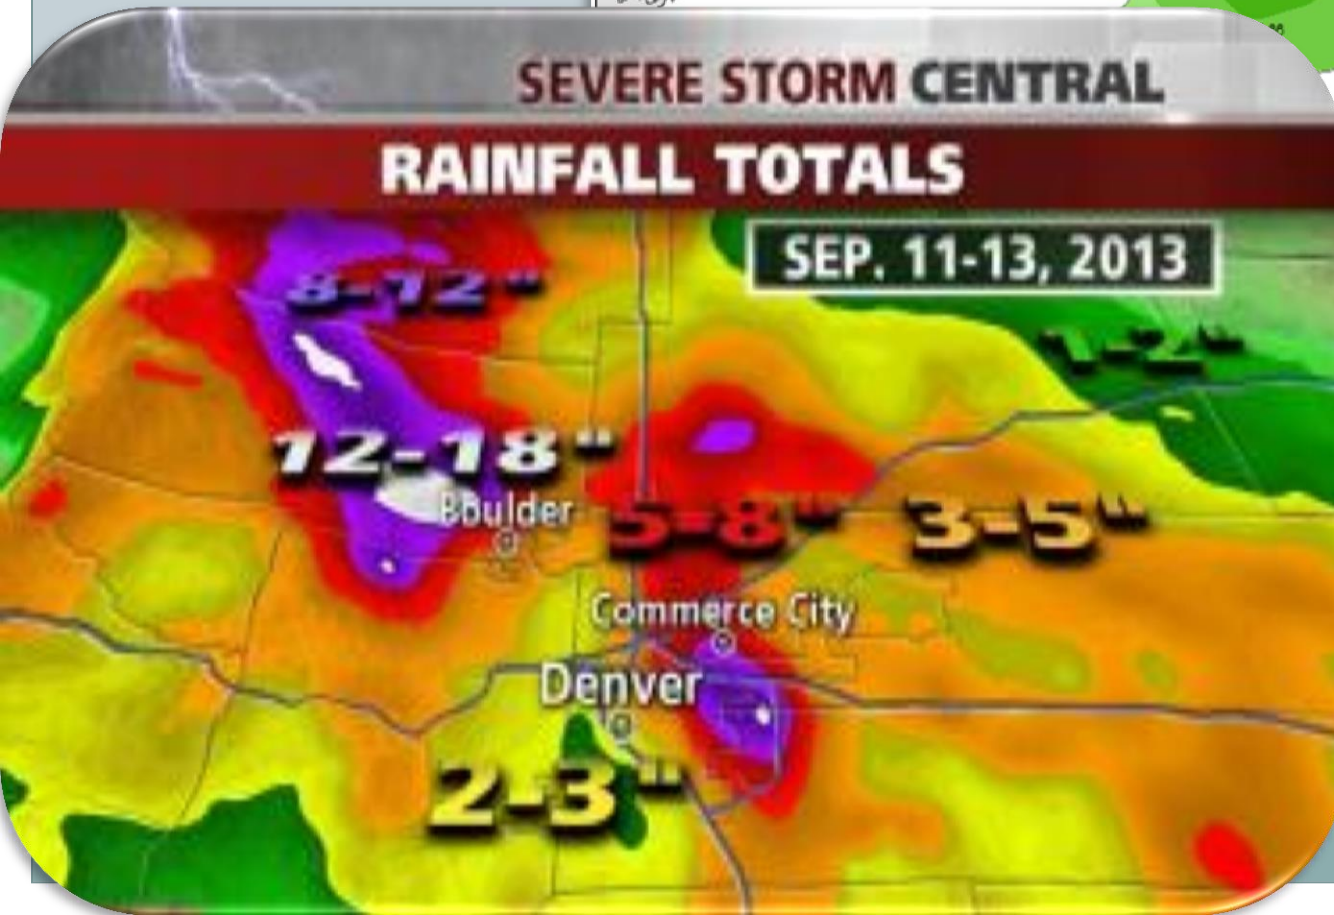 SEVERE STORM CENTRAL
RAINFALL TOTALS
SEP. 11-13, 2013
8-12"
1-2"
12-18"
Boulder
5-8"
3-5"
Commerce City
Denver
2-3"